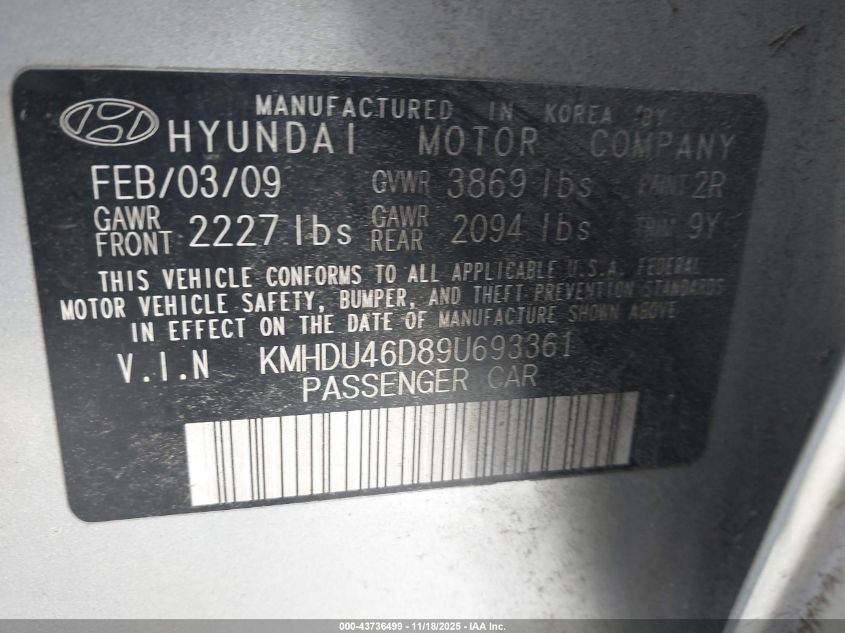 MANUFACTURED IN KOREA BY
HYUNDAI MOTOR COMPANY
FEB/03/09 GVWR 3869 lbs PAINT 2R
GAWR FRONT 2227 lbs GAWR REAR 2094 lbs TRIM 9Y
THIS VEHICLE CONFORMS TO ALL APPLICABLE U.S.A. FEDERAL
MOTOR VEHICLE SAFETY, BUMPER, AND THEFT PREVENTION STANDARDS
IN EFFECT ON THE DATE OF MANUFACTURE SHOWN ABOVE
V.I.N KMHDU46D89U693361
PASSENGER CAR
000-43736499 - 11/18/2025 - IAA Inc.